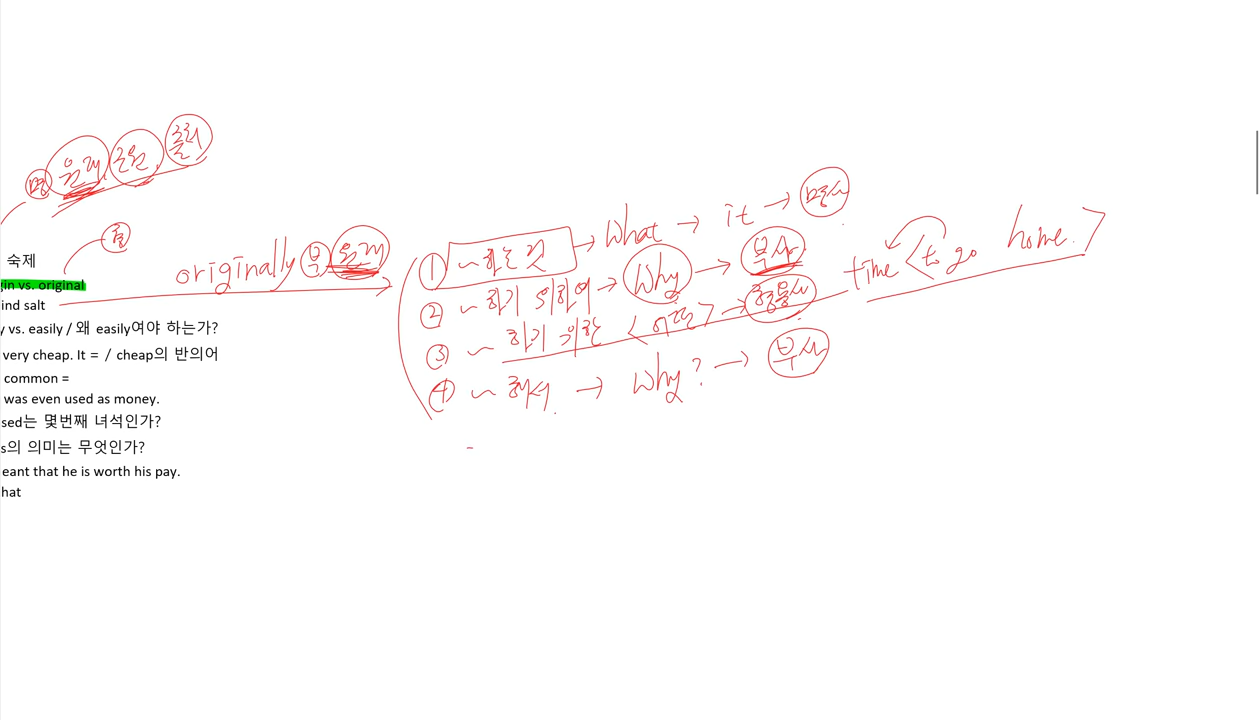 명 원래, 근원, 출처
형
숙제
gin vs. original
originally 부 원래
ind salt
y vs. easily / 왜 easily여야 하는가?
very cheap. It = / cheap의 반의어
common =
was even used as money.
sed는 몇번째 녀석인가?
s의 의미는 무엇인가?
eant that he is worth his pay.
hat
① ~하는 것 → What → it → 명사
② ~하기 위하여 → Why → 부사
③ ~하기 위한 < 어떤 > → 형용사 time <to go home.>
④ ~해서. → Why? → 부사